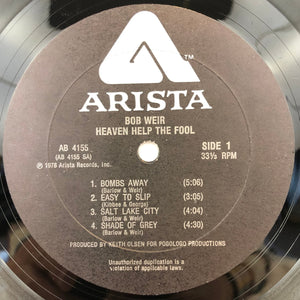 TM
ARISTA
BOB WEIR
HEAVEN HELP THE FOOL
AB 4155
(AB 4155 SA)
℗ 1978 Arista Records, Inc.
SIDE 1
33⅓ RPM
1. BOMBS AWAY (5:06)
(Barlow & Weir)
2. EASY TO SLIP (3:05)
(Kibbee & George)
3. SALT LAKE CITY (4:04)
(Barlow & Weir)
4. SHADE OF GREY (4:30)
(Barlow & Weir)
PRODUCED BY KEITH OLSEN FOR POGOLOGO PRODUCTIONS
Unauthorized duplication is a
violation of applicable laws.